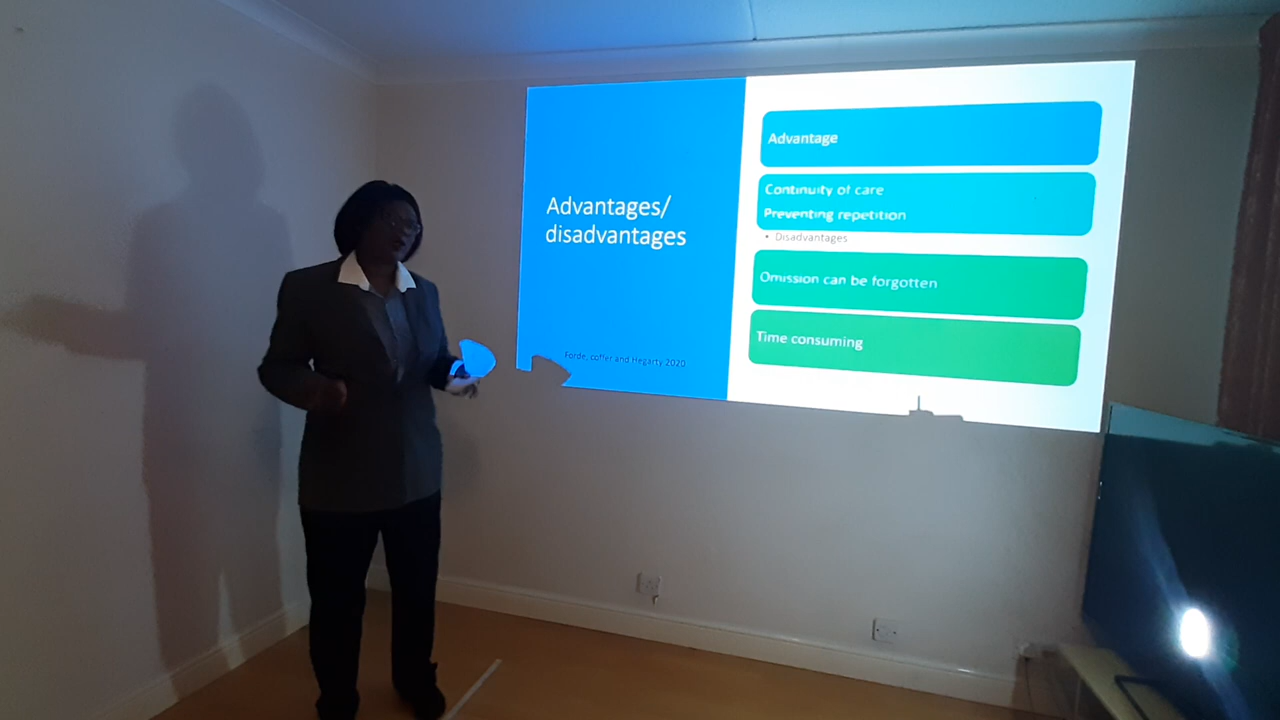 Advantages/
disadvantages
Forde, coffer and Hegarty 2020
Advantage
Continuity of care
Preventing repetition
• Disadvantages
Omission can be forgotten
Time consuming